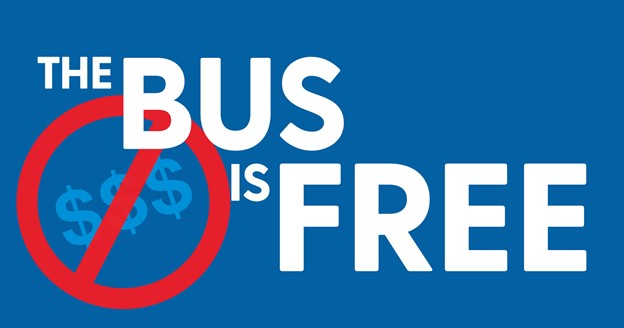 THE BUS
IS FREE
$$$